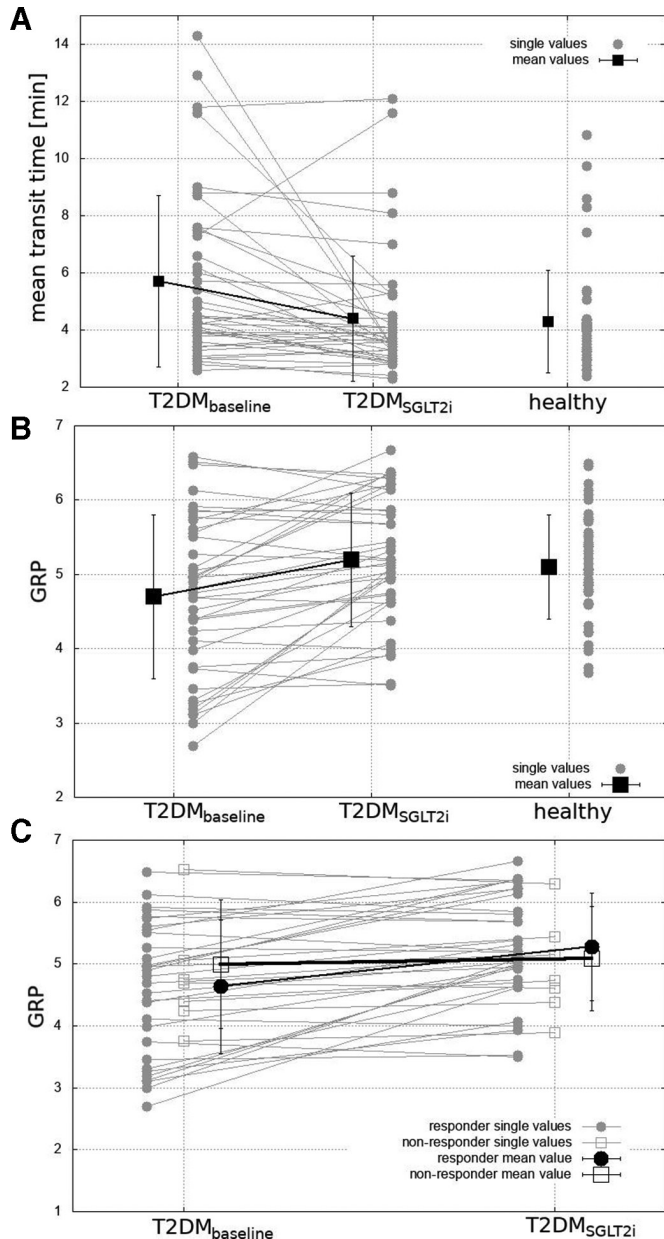 A
14
single values
mean values
12
10
mean transit time [min]
8
6
4
2
T2DMbaseline
T2DMSGLT2i
healthy
B
7
6
GRP
5
4
3
single values
mean values
2
T2DMbaseline
T2DMSGLT2i
healthy
C
7
6
5
GRP
4
3
responder single values
2
non-responder single values
responder mean value
non-responder mean value
1
T2DMbaseline
T2DMSGLT2i